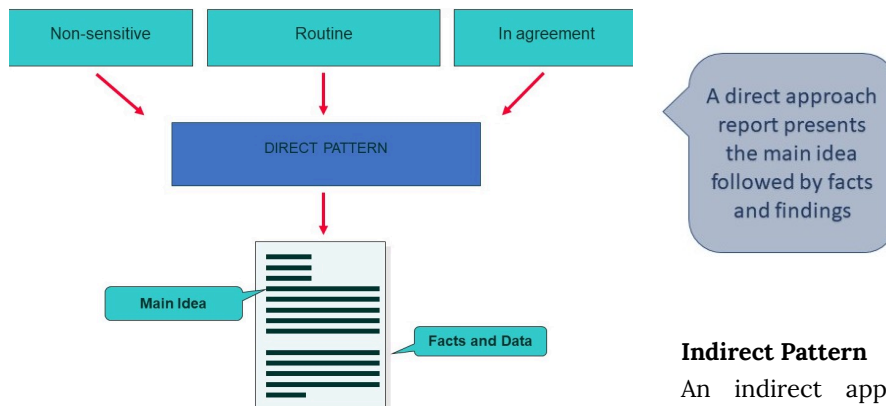 Non-sensitive
Routine
In agreement
DIRECT PATTERN
Main Idea
Facts and Data
A direct approach
report presents
the main idea
followed by facts
and findings
Indirect Pattern
An indirect app